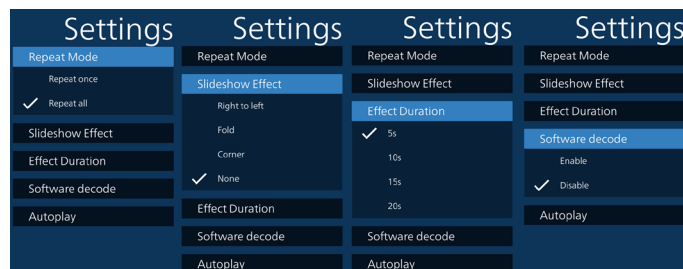 Settings
Repeat Mode
Repeat once
Repeat all
Slideshow Effect
Effect Duration
Software decode
Autoplay
Settings
Repeat Mode
Slideshow Effect
Right to left
Fold
Corner
None
Effect Duration
Software decode
Autoplay
Settings
Repeat Mode
Slideshow Effect
Effect Duration
5s
10s
15s
20s
Software decode
Autoplay
Settings
Repeat Mode
Slideshow Effect
Effect Duration
Software decode
Enable
Disable
Autoplay